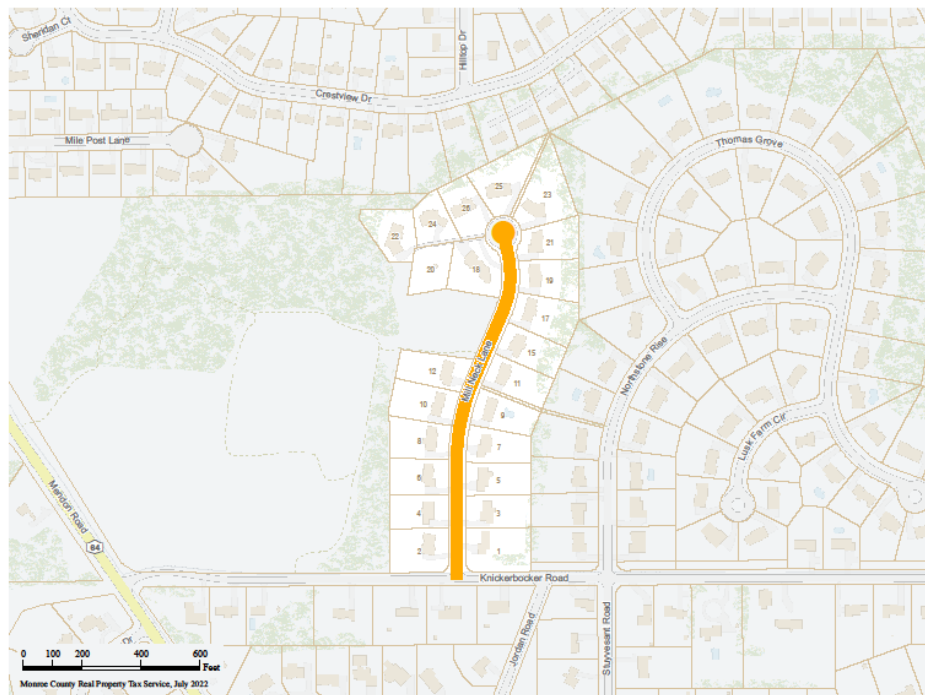 Sheridan Ct
Hilltop Dr
Crestview Dr
Mile Post Lane
Thomas Grove
25
23
26
24
22
21
20
18
19
17
Northstone Rise
15
Mill Neck Lane
12
11
10
9
Lusk Farm Cir
8
7
6
5
Mendon Road
4
3
64
2
1
Knickerbocker Road
Jordan Road
Stuyvesant Road
Dr
0 100 200 400 600
Feet
Monroe County Real Property Tax Service, July 2022